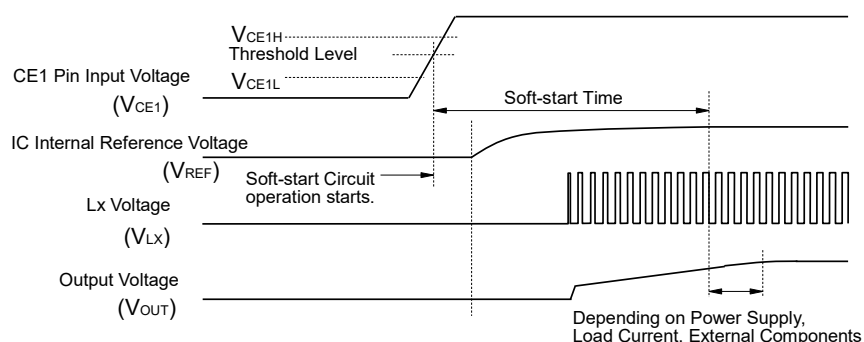 VCE1H
Threshold Level
VCE1L
CE1 Pin Input Voltage
(VCE1)
Soft-start Time
IC Internal Reference Voltage
(VREF)
Soft-start Circuit
operation starts.
Lx Voltage
(VLX)
Output Voltage
(VOUT)
Depending on Power Supply,
Load Current, External Components